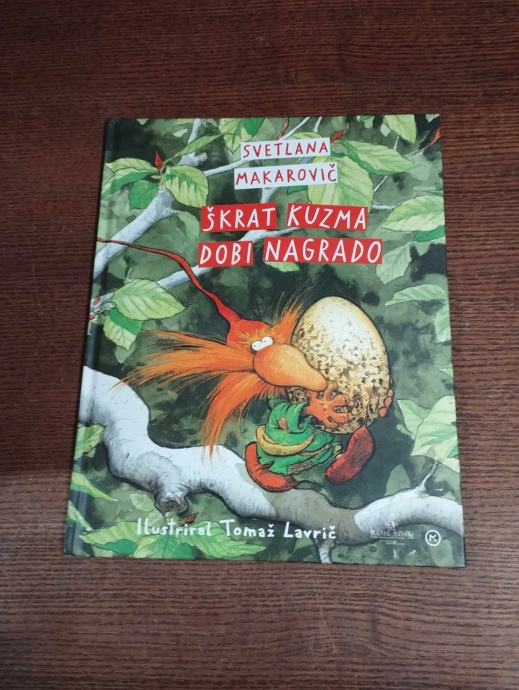 SVETLANA
MAKAROVIČ
ŠKRAT KUZMA
DOBI NAGRADO
Ilustriral Tomaž Lavrič